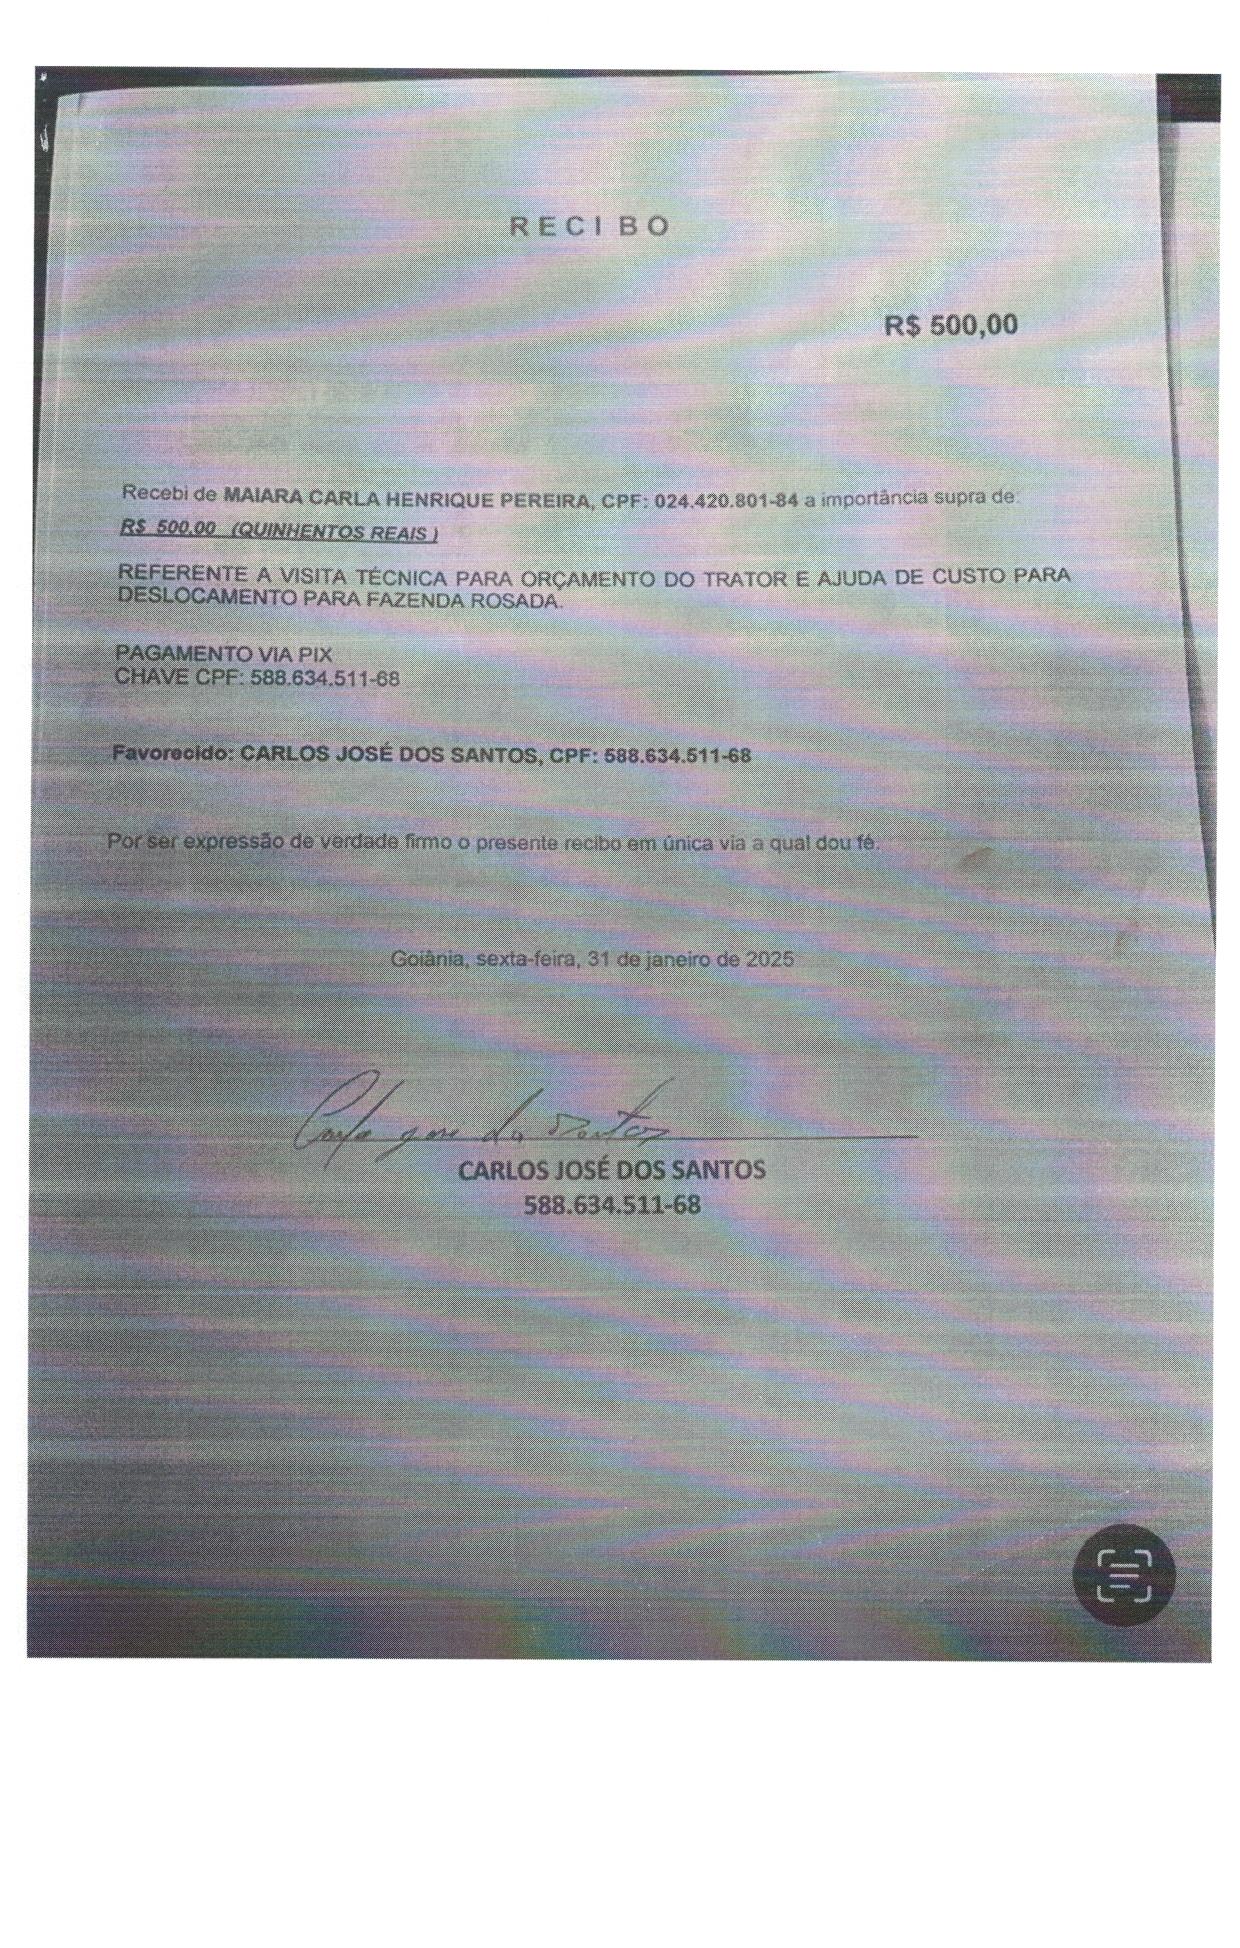 RECIBO
R$ 500,00
Recebi de MAIARA CARLA HENRIQUE PEREIRA, CPF: 024.420.801-84 a importância supra de:
R$ 500,00 (QUINHENTOS REAIS )
REFERENTE A VISITA TÉCNICA PARA ORÇAMENTO DO TRATOR E AJUDA DE CUSTO PARA
DESLOCAMENTO PARA FAZENDA ROSADA.
PAGAMENTO VIA PIX
CHAVE CPF: 588.634.511-68
Favorecido: CARLOS JOSÉ DOS SANTOS, CPF: 588.634.511-68
Por ser expressão de verdade firmo o presente recibo em única via a qual dou fé.
Goiânia, sexta-feira, 31 de janeiro de 2025
CARLOS JOSÉ DOS SANTOS
588.634.511-68